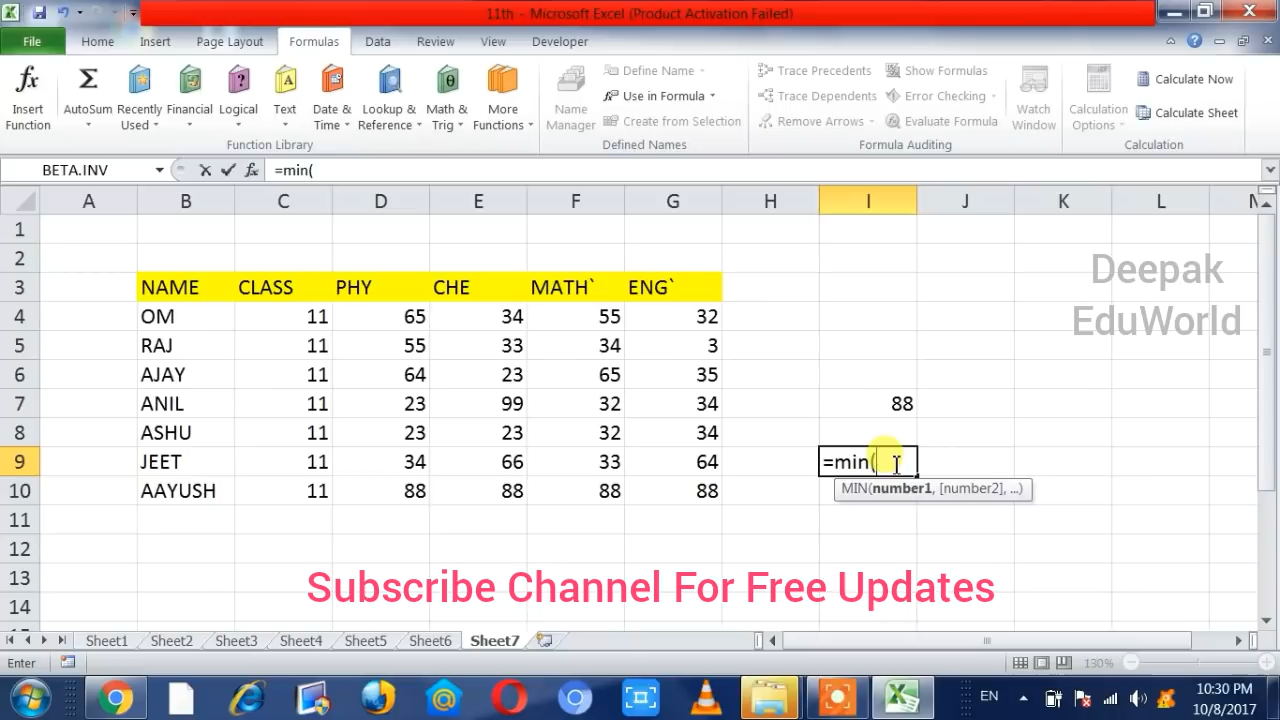 11th - Microsoft Excel (Product Activation Failed)
File Home Insert Page Layout Formulas Data Review View Developer
Insert Function
AutoSum
Recently Used
Financial
Logical
Text
Date & Time
Lookup & Reference
Math & Trig
More Functions
Function Library
Name Manager
Define Name
Use in Formula
Create from Selection
Defined Names
Trace Precedents
Trace Dependents
Remove Arrows
Show Formulas
Error Checking
Evaluate Formula
Formula Auditing
Watch Window
Calculation Options
Calculate Now
Calculate Sheet
Calculation
BETA.INV =min(
A B C D E F G H I J K L M
1
2
3 NAME CLASS PHY CHE MATH` ENG`
4 OM 11 65 34 55 32
5 RAJ 11 55 33 34 3
6 AJAY 11 64 23 65 35
7 ANIL 11 23 99 32 34 88
8 ASHU 11 23 23 32 34
9 JEET 11 34 66 33 64 =min(
10 AAYUSH 11 88 88 88 88
MIN(number1, [number2], ...)
11
12
13
14
Deepak
EduWorld
Subscribe Channel For Free Updates
Sheet1 Sheet2 Sheet3 Sheet4 Sheet5 Sheet6 Sheet7
Enter 130%
EN 10:30 PM
10/8/2017